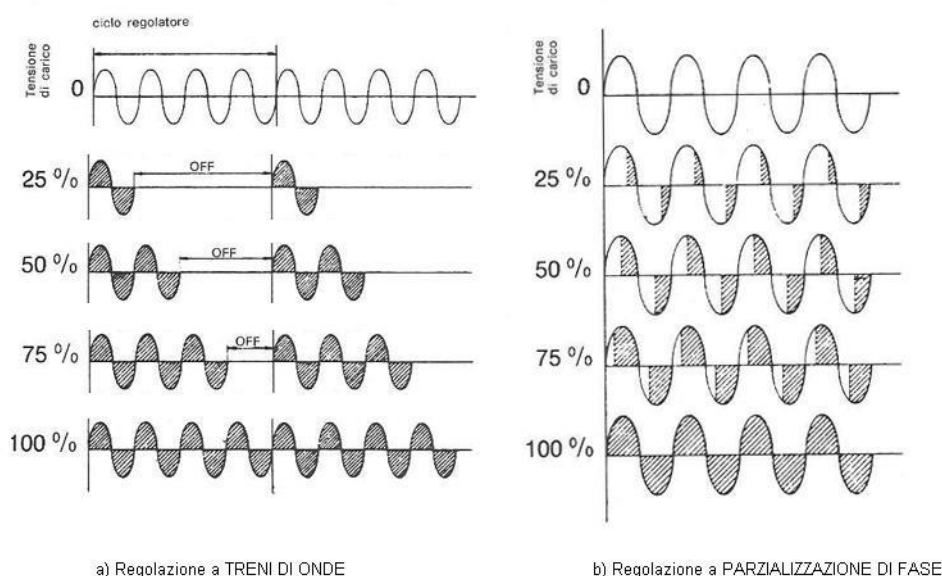 ciclo regolatore
Tensione
di carico
0
OFF
25 %
OFF
50 %
OFF
75 %
100 %
a) Regolazione a TRENI DI ONDE
Tensione
di carico
0
25 %
50 %
75 %
100 %
b) Regolazione a PARZIALIZZAZIONE DI FASE